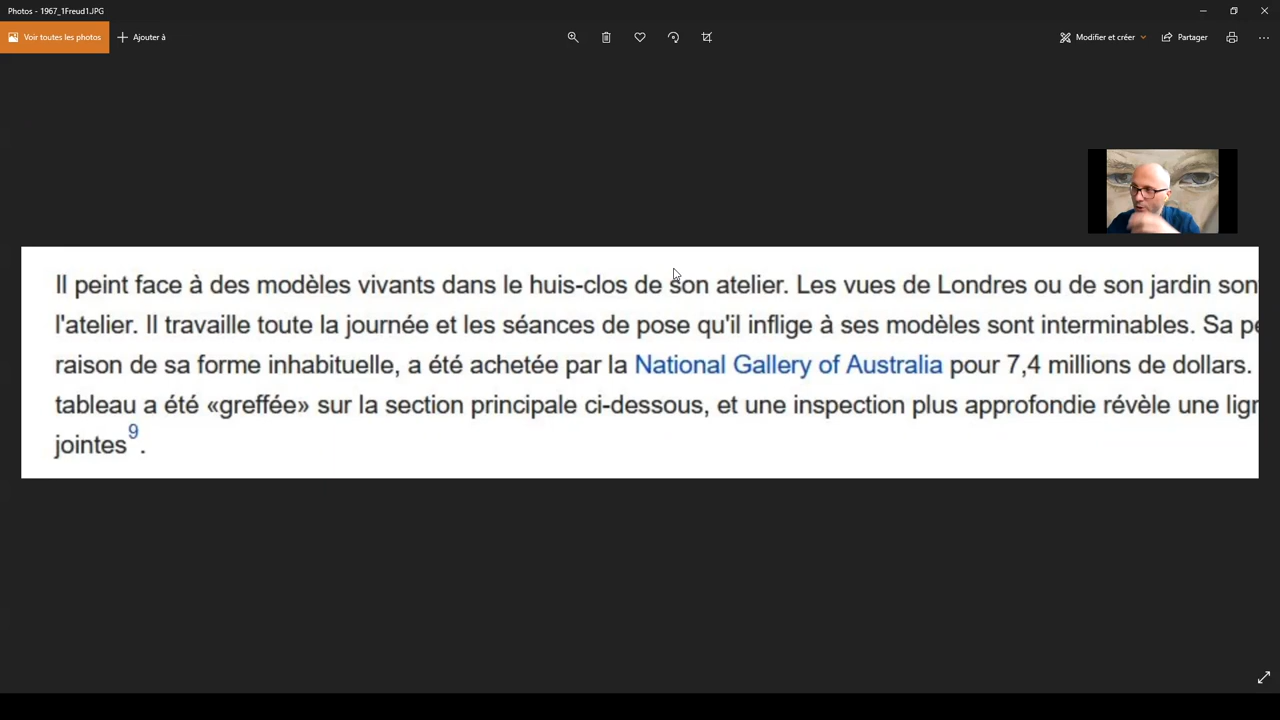 Photos - 1967_1Freud1.JPG
Voir toutes les photos
Ajouter à
Modifier et créer
Partager
Il peint face à des modèles vivants dans le huis-clos de son atelier. Les vues de Londres ou de son jardin son
l'atelier. Il travaille toute la journée et les séances de pose qu'il inflige à ses modèles sont interminables. Sa pe
raison de sa forme inhabituelle, a été achetée par la National Gallery of Australia pour 7,4 millions de dollars.
tableau a été «greffée» sur la section principale ci-dessous, et une inspection plus approfondie révèle une lig
jointes9.